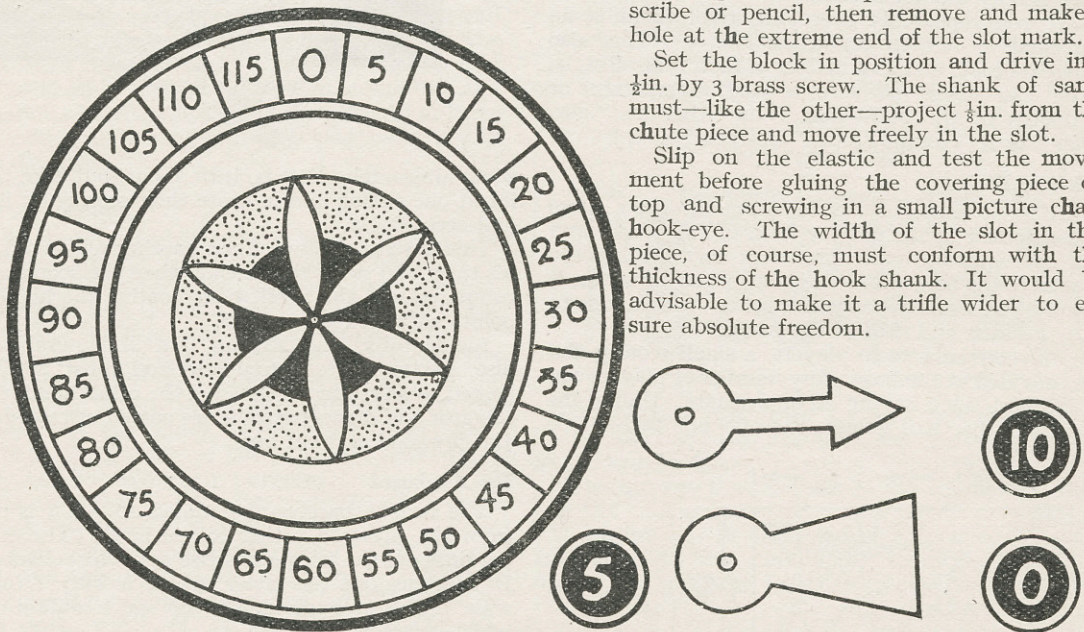 scribe or pencil, then remove and make
hole at the extreme end of the slot mark.
Set the block in position and drive in
½in. by 3 brass screw. The shank of
must—like the other—project ⅛in. from
chute piece and move freely in the slot.
Slip on the elastic and test the
ment before gluing the covering piece
top and screwing in a small picture
hook-eye. The width of the slot in
piece, of course, must conform with
thickness of the hook shank. It would
advisable to make it a trifle wider to
sure absolute freedom.
0
5
10
15
20
25
30
35
40
45
50
55
60
65
70
75
80
85
90
95
100
105
110
115
10
5
0